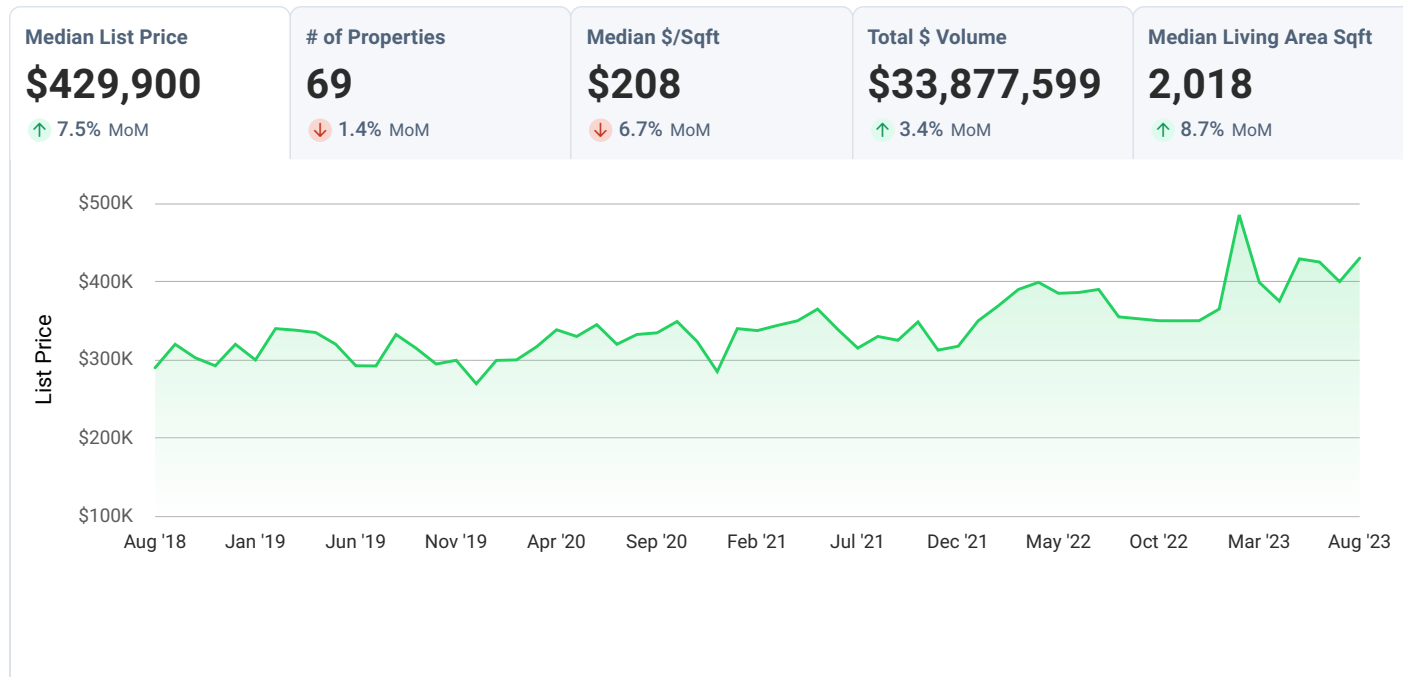 Median List Price
$429,900
7.5% MoM
# of Properties
69
1.4% MoM
Median $/Sqft
$208
6.7% MoM
Total $ Volume
$33,877,599
3.4% MoM
Median Living Area Sqft
2,018
8.7% MoM
List Price
$500K
$400K
$300K
$200K
$100K
Aug '18
Jan '19
Jun '19
Nov '19
Apr '20
Sep '20
Feb '21
Jul '21
Dec '21
May '22
Oct '22
Mar '23
Aug '23